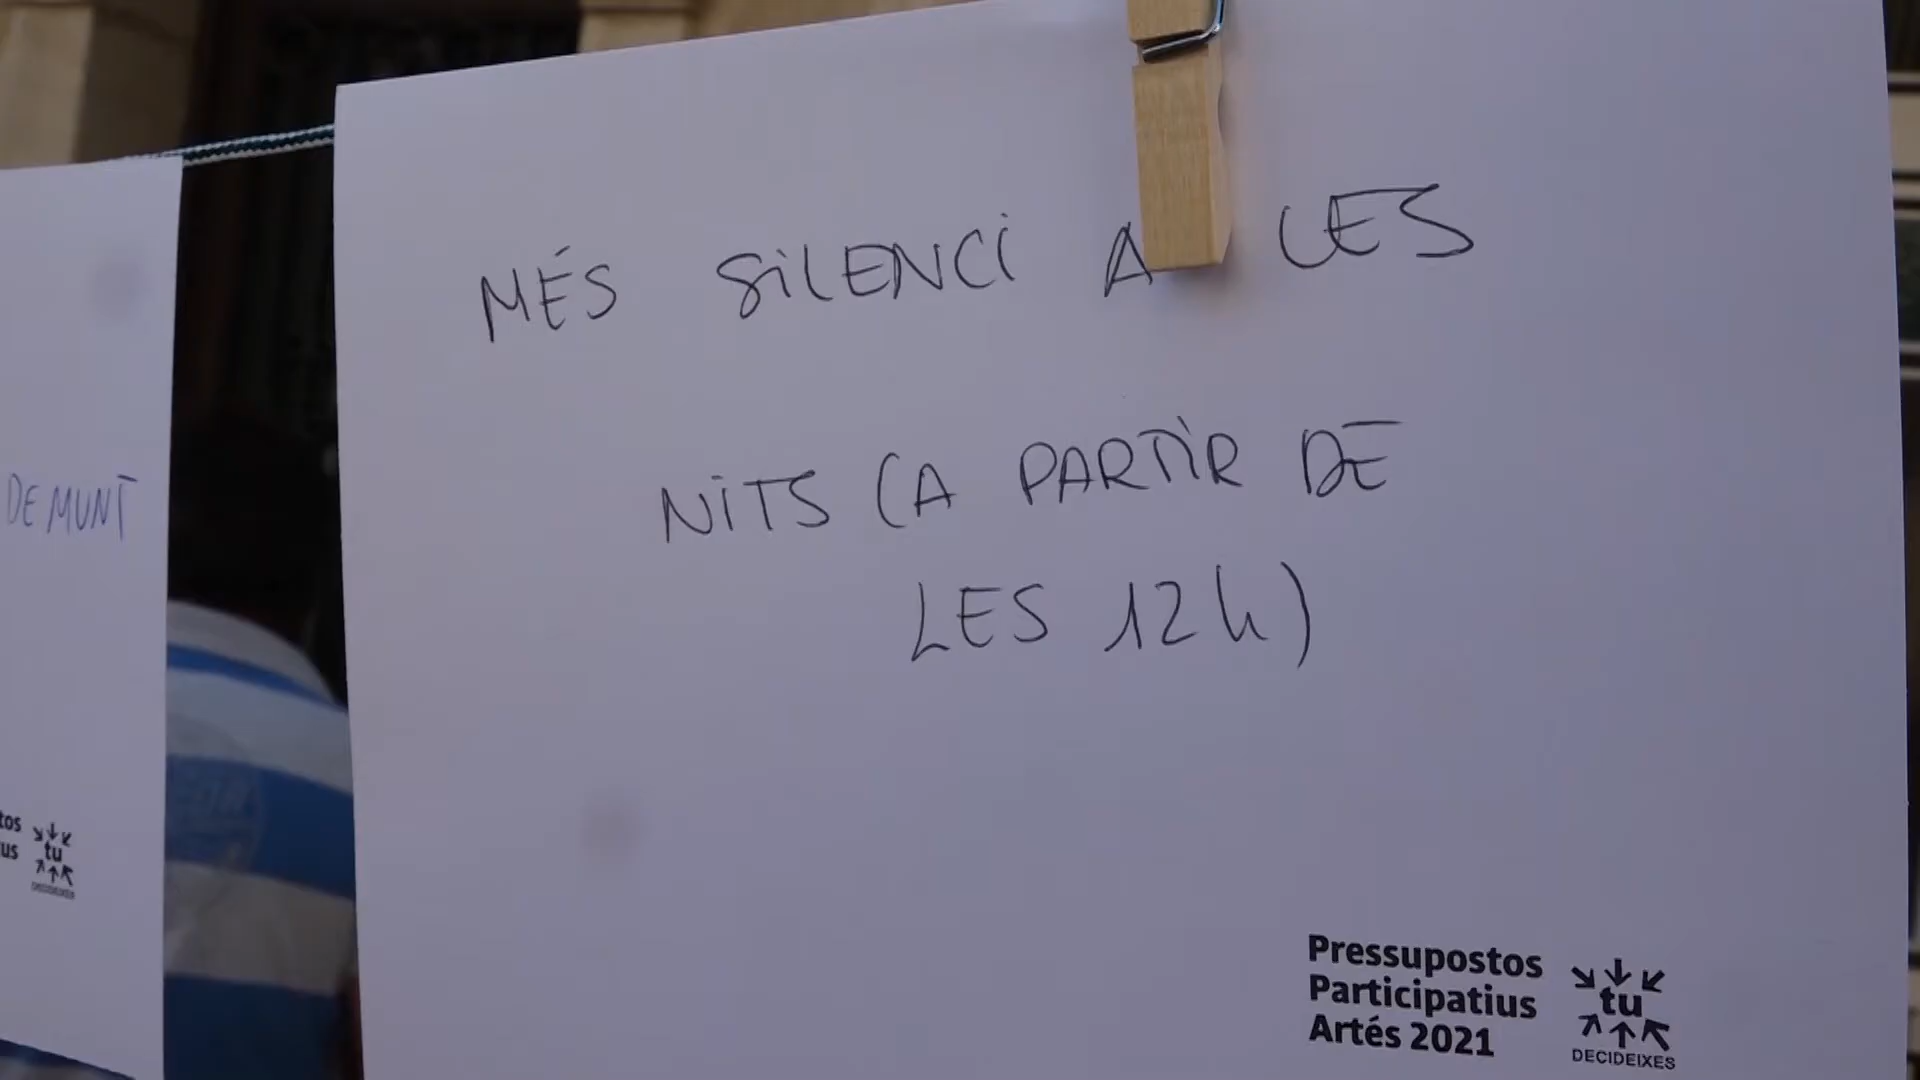 MÉS SILENCI A LES
NITS (A PARTIR DE
LES 12h)
Pressupostos
Participatius
Artés 2021
tu
DECIDEIXES
DE MUNT
tos
us
tu
DECIDEIXES